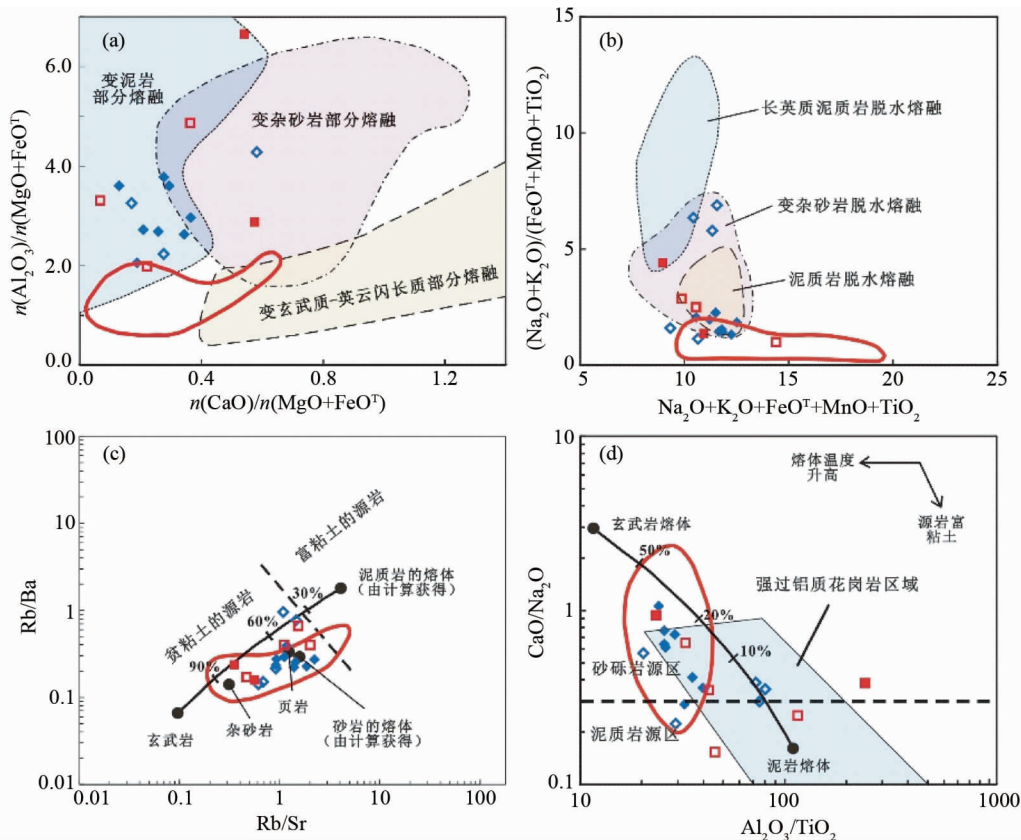 (a)
变泥岩
部分熔融
变杂砂岩部分熔融
变玄武质-英云闪长质部分熔融
6.0
4.0
2.0
0.0
n(Al₂O₃)/n(MgO+FeOᵀ)
0.0
0.4
0.8
1.2
n(CaO)/n(MgO+FeOᵀ)
(b)
长英质泥质岩脱水熔融
变杂砂岩脱水熔融
泥质岩脱水熔融
15
10
5
0
(Na₂O+K₂O)/(FeOᵀ+MnO+TiO₂)
5
10
15
20
25
Na₂O+K₂O+FeOᵀ+MnO+TiO₂
(c)
贫粘土的源岩
富粘土的源岩
泥质岩的熔体
(由计算获得)
30%
60%
90%
玄武岩
杂砂岩
页岩
砂岩的熔体
(由计算获得)
100
10
1
0.1
0.01
Rb/Ba
0.01
0.1
1
10
100
Rb/Sr
(d)
熔体温度
升高
源岩富
粘土
玄武岩熔体
50%
20%
10%
强过铝质花岗岩区域
砂砾岩源区
泥质岩源区
泥岩熔体
10
1
0.1
CaO/Na₂O
10
100
1000
Al₂O₃/TiO₂